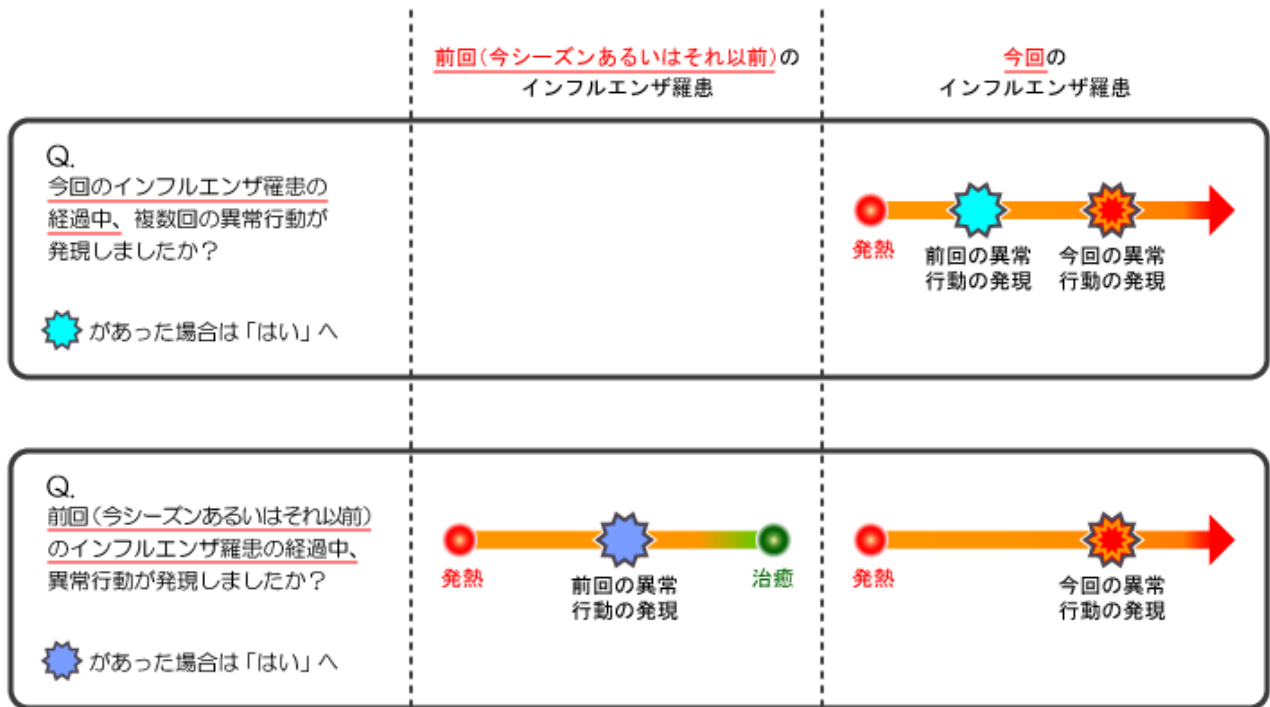 前回(今シーズンあるいはそれ以前)の
インフルエンザ罹患
今回の
インフルエンザ罹患
Q.
今回のインフルエンザ罹患の
経過中、複数回の異常行動が
発現しましたか?
があった場合は「はい」へ
発熱
前回の異常
行動の発現
今回の異常
行動の発現
Q.
前回(今シーズンあるいはそれ以前)
のインフルエンザ罹患の経過中、
異常行動が発現しましたか?
があった場合は「はい」へ
発熱
前回の異常
行動の発現
治癒
発熱
今回の異常
行動の発現